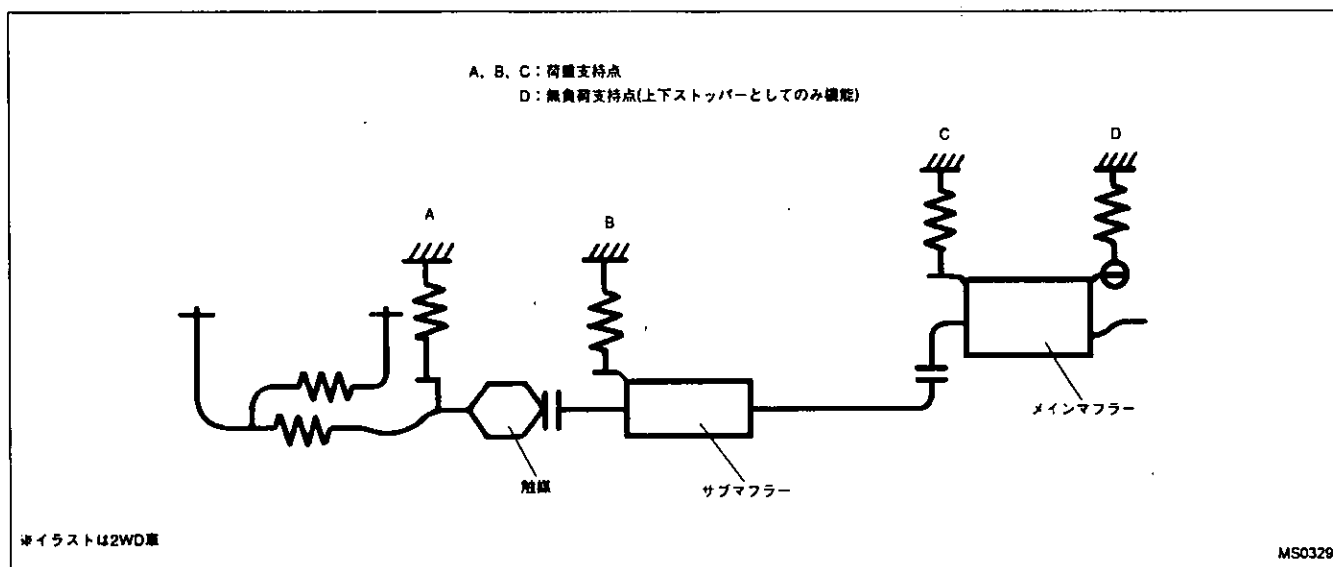 A、B、C：荷重支持点
D：無負荷支持点(上下ストッパーとしてのみ機能)
C
D
A
B
メインマフラー
触媒
サブマフラー
※イラストは2WD車
MS0329